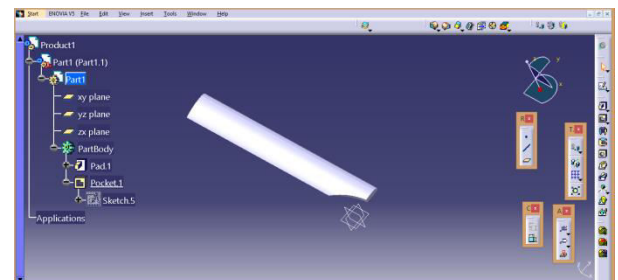 Start ENOVIA V5 File Edit View Insert Tools Window Help
Product1
Part1 (Part1.1)
Part1
xy plane
yz plane
zx plane
PartBody
Pad.1
Pocket.1
Sketch.5
Applications